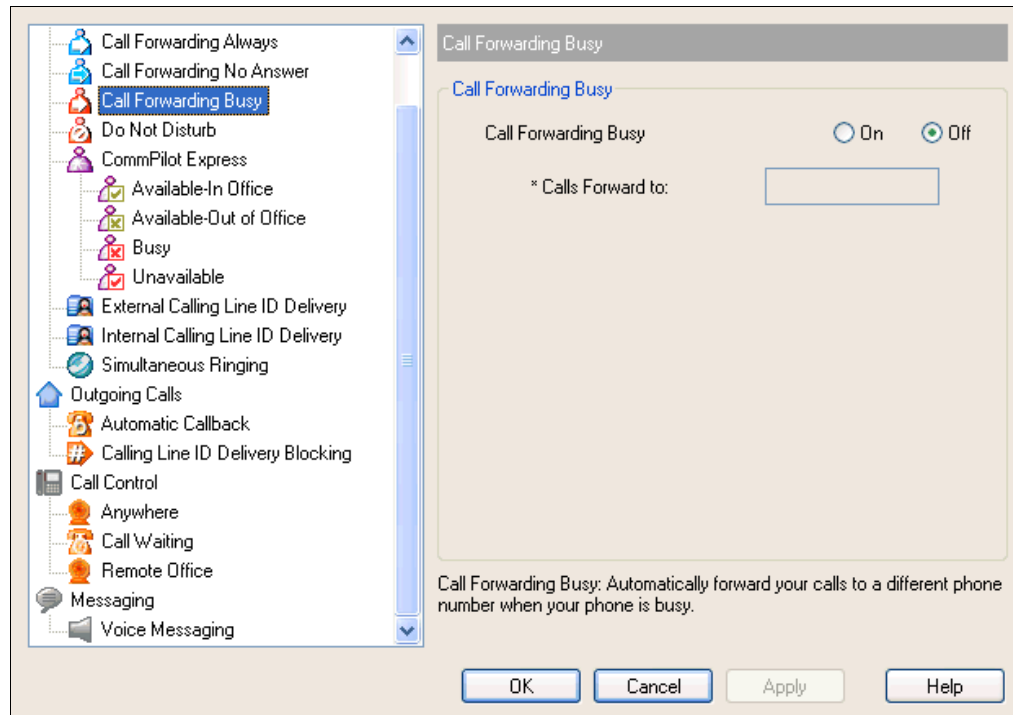 Call Forwarding Always
Call Forwarding No Answer
Call Forwarding Busy
Do Not Disturb
CommPilot Express
Available-In Office
Available-Out of Office
Busy
Unavailable
External Calling Line ID Delivery
Internal Calling Line ID Delivery
Simultaneous Ringing
Outgoing Calls
Automatic Callback
Calling Line ID Delivery Blocking
Call Control
Anywhere
Call Waiting
Remote Office
Messaging
Voice Messaging
Call Forwarding Busy
Call Forwarding Busy
Call Forwarding Busy On Off
* Calls Forward to:
Call Forwarding Busy: Automatically forward your calls to a different phone
number when your phone is busy.
OK Cancel Apply Help